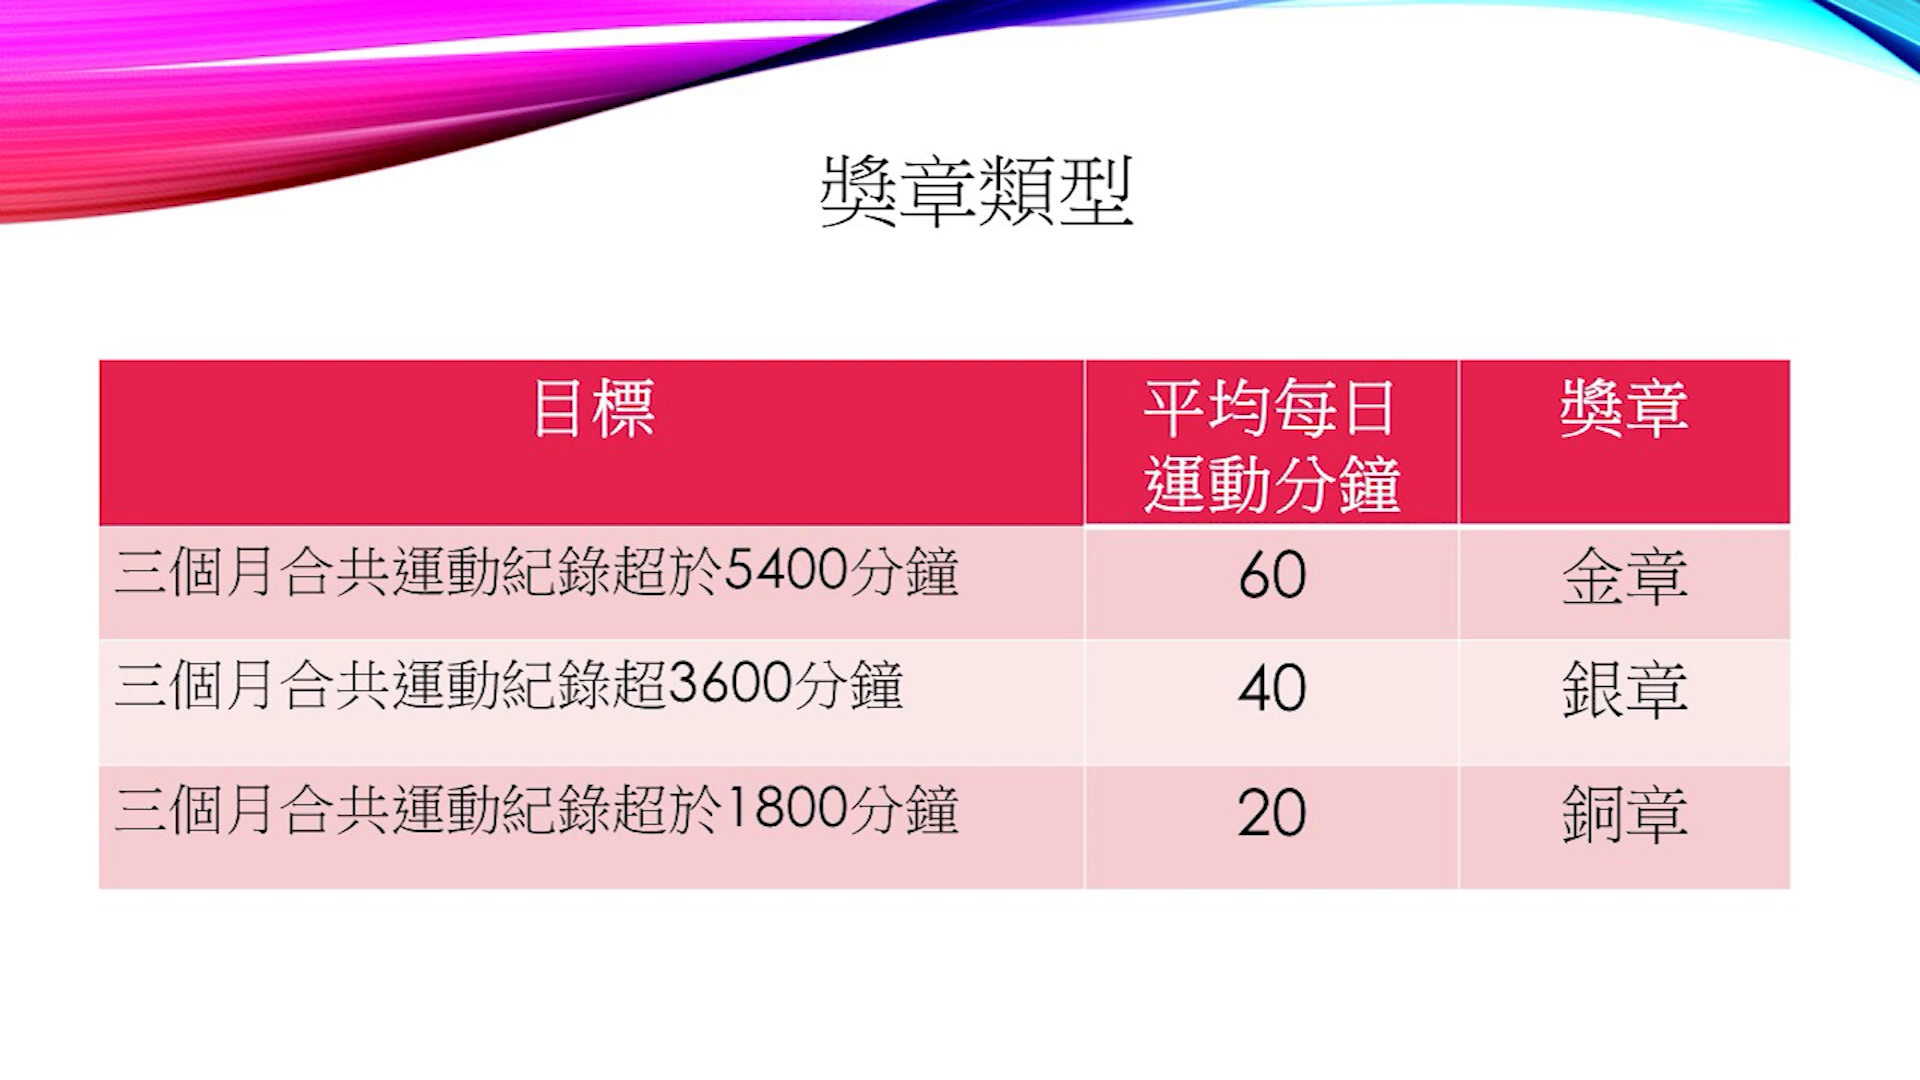 獎章類型
目標
平均每日
運動分鐘
獎章
三個月合共運動紀錄超於5400分鐘
60
金章
三個月合共運動紀錄超3600分鐘
40
銀章
三個月合共運動紀錄超於1800分鐘
20
銅章